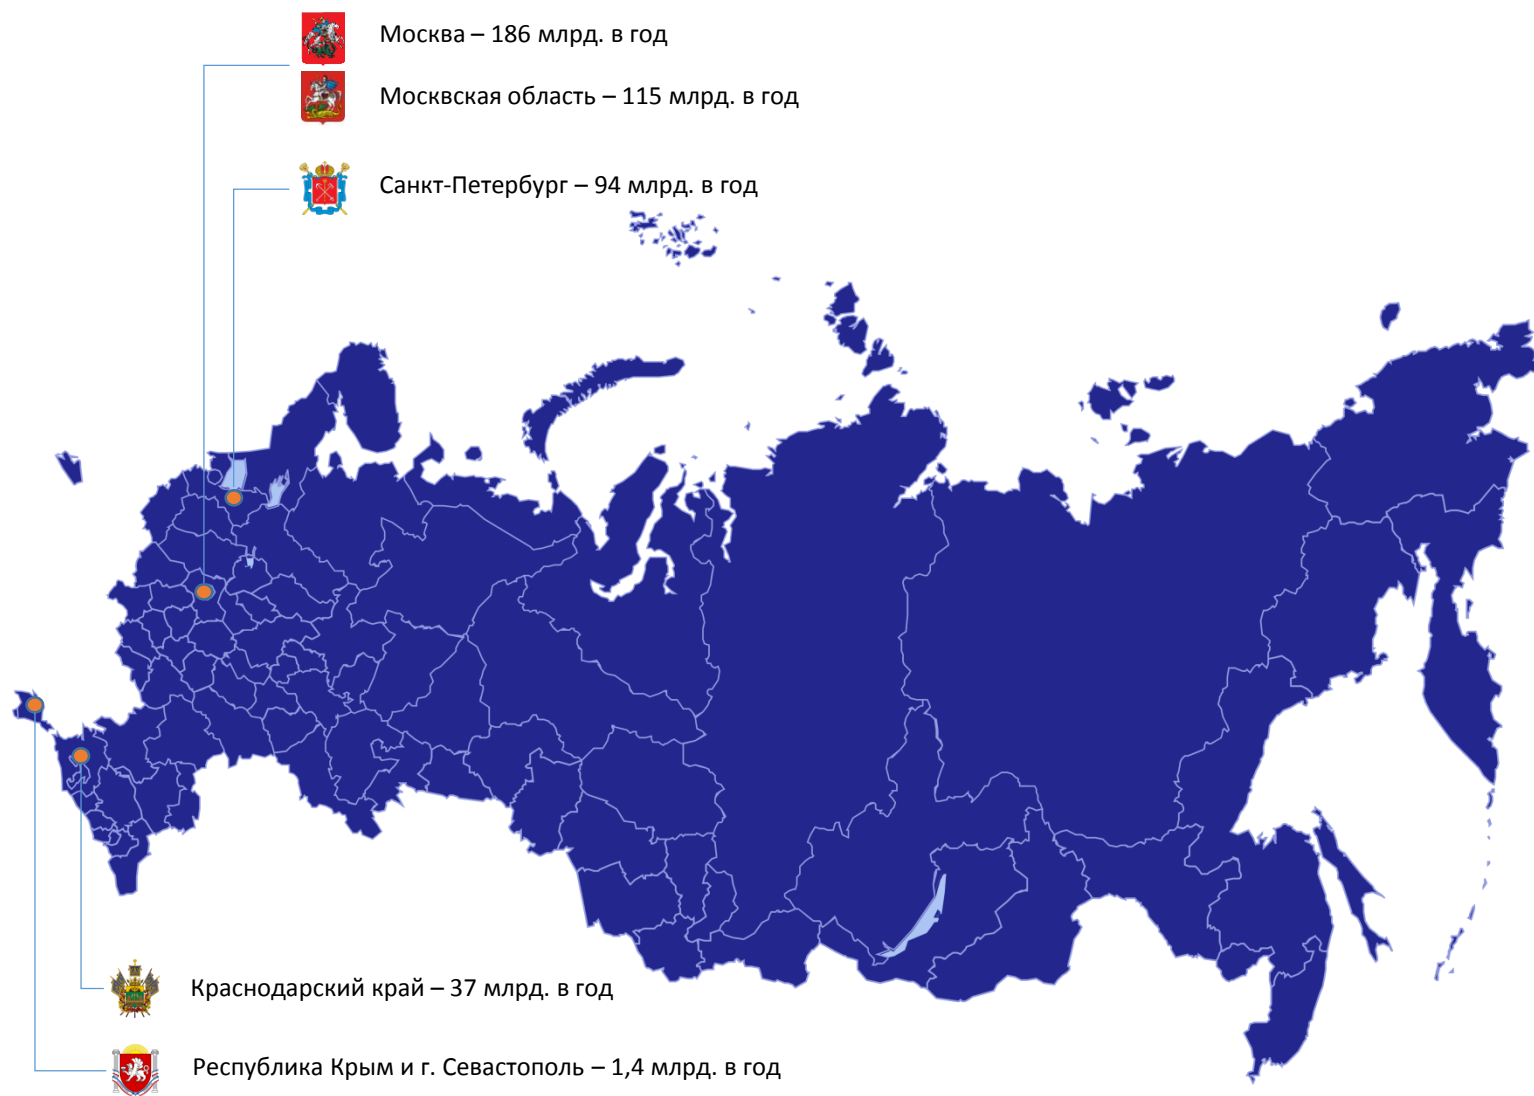 Москва – 186 млрд. в год
Москвская область – 115 млрд. в год
Санкт-Петербург – 94 млрд. в год
Краснодарский край – 37 млрд. в год
Республика Крым и г. Севастополь – 1,4 млрд. в год